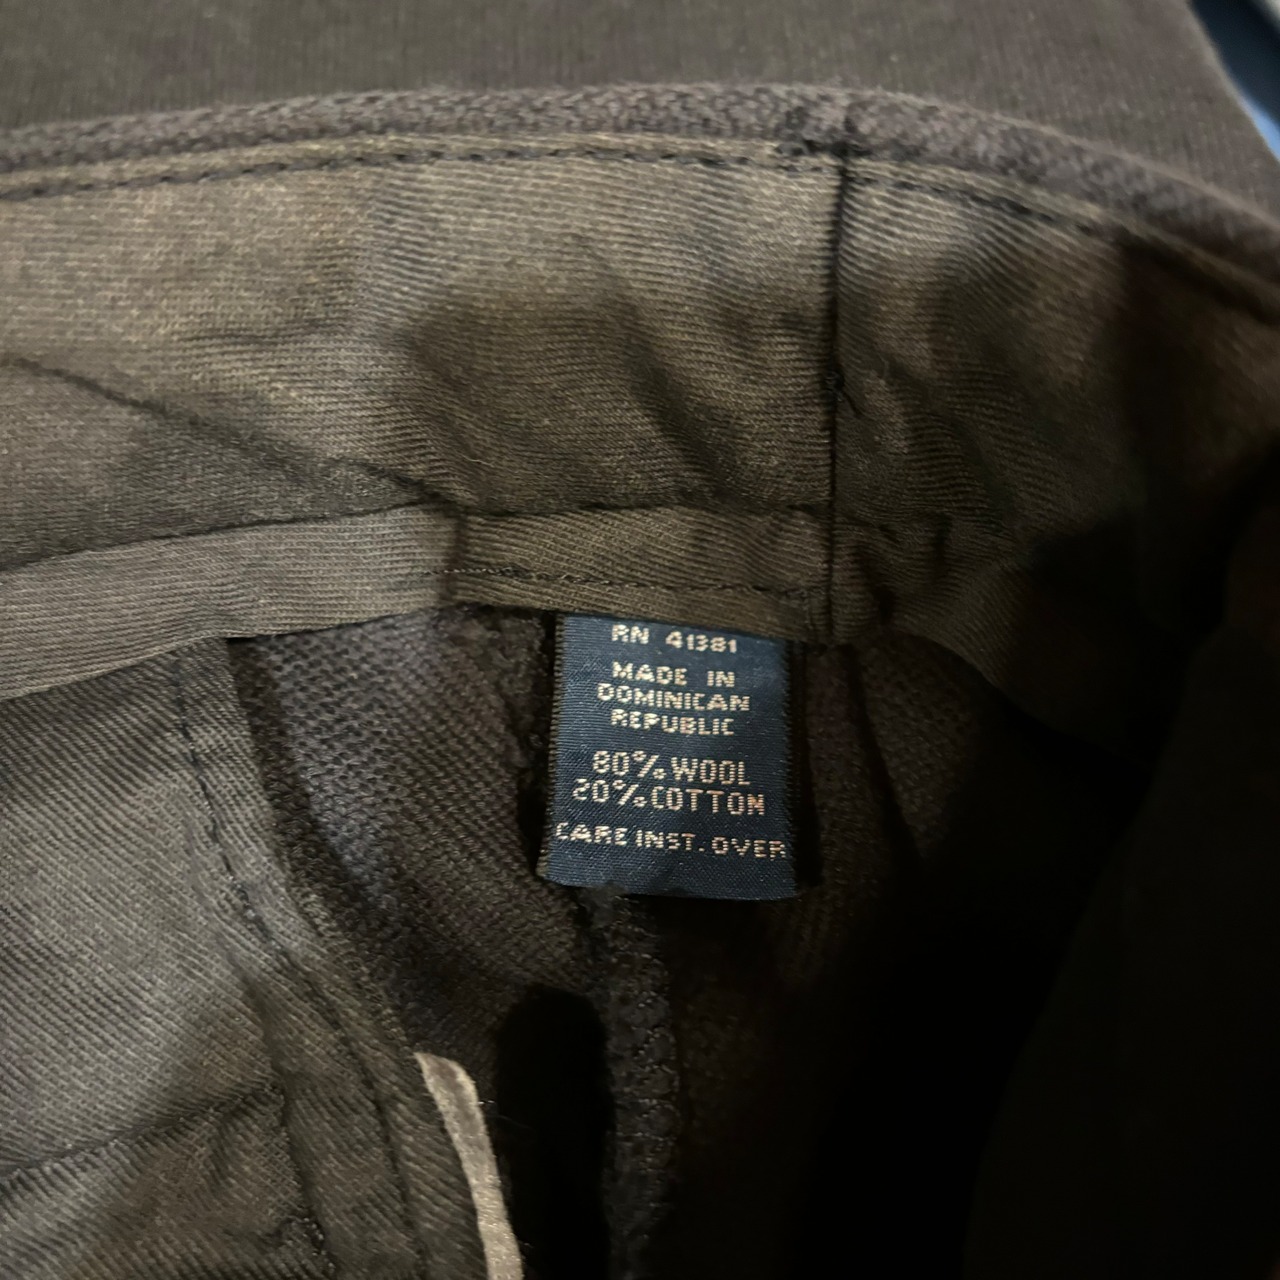 RN 41381
MADE IN
DOMINICAN
REPUBLIC
80% WOOL
20% COTTON
CARE INST. OVER